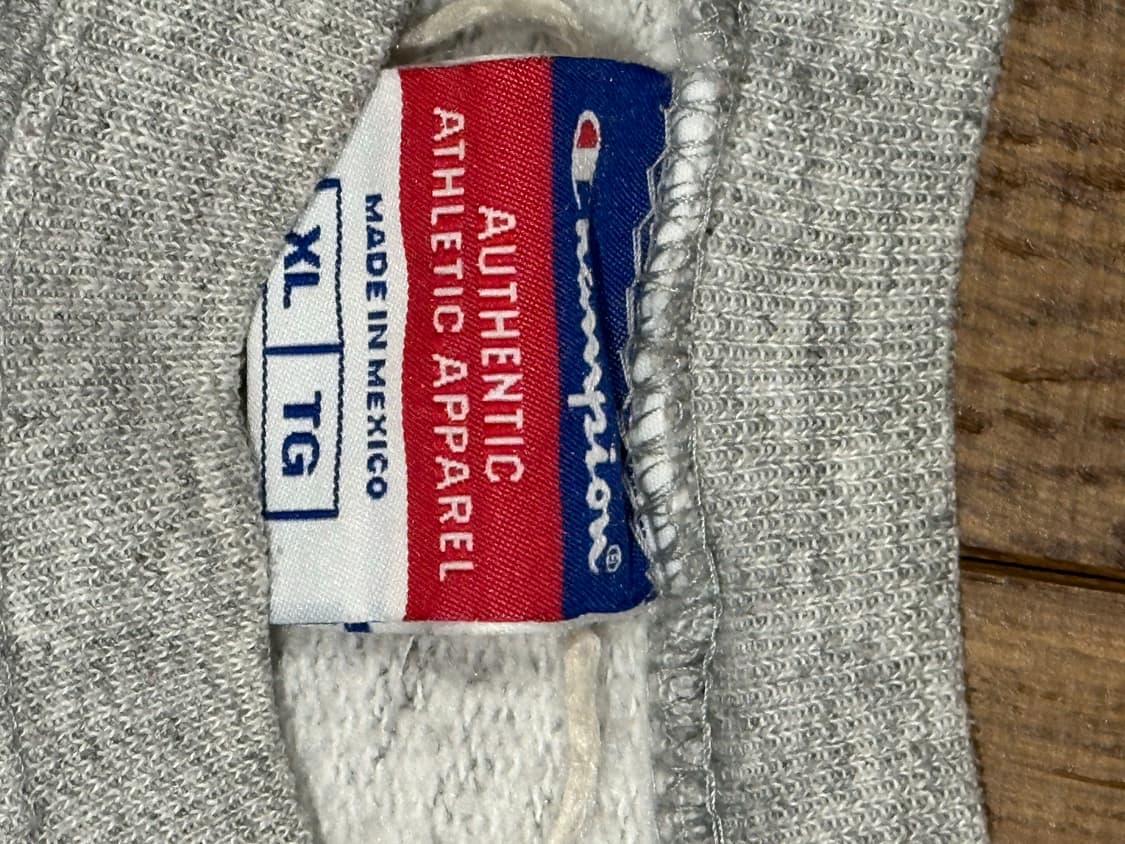 Champion®
AUTHENTIC
ATHLETIC APPAREL
MADE IN MEXICO
XL TG